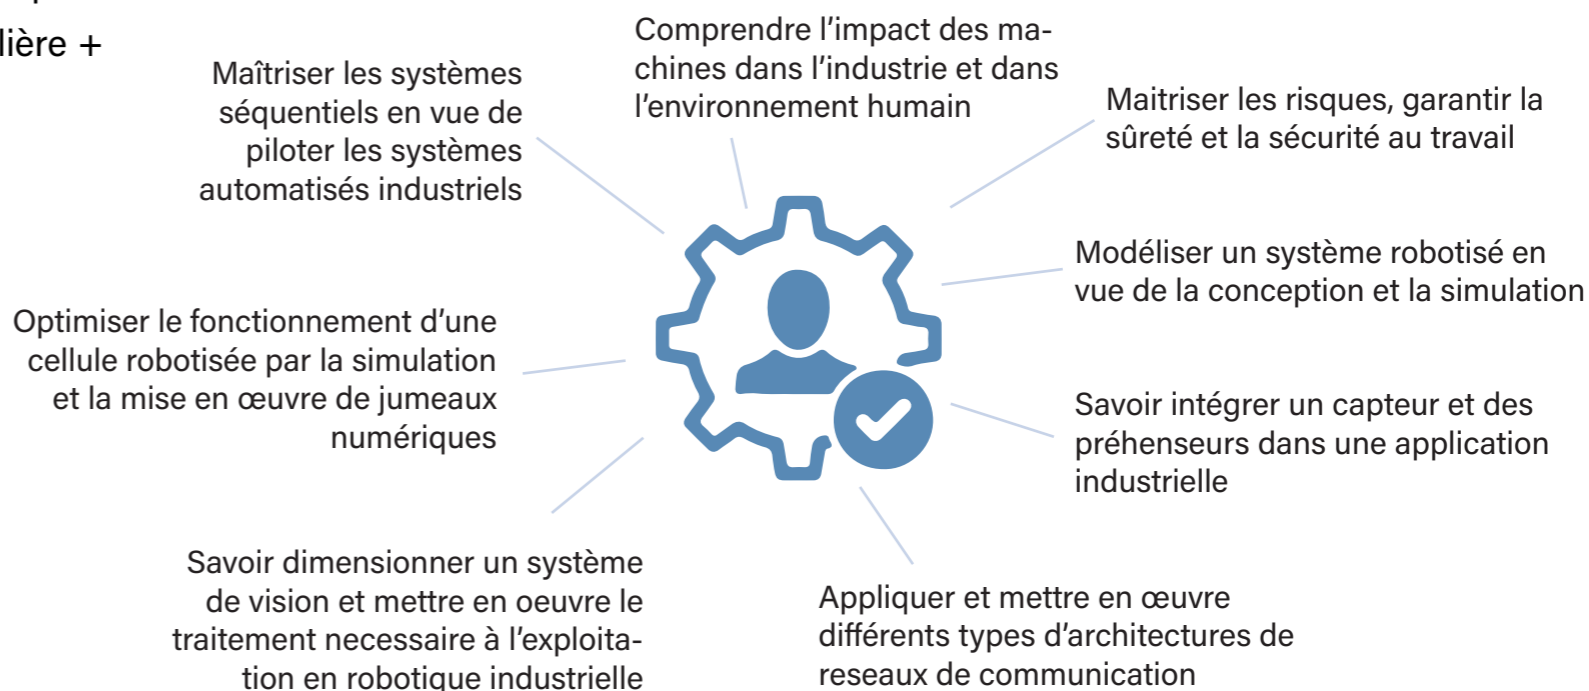 lière +
Comprendre l'impact des ma-
chines dans l'industrie et dans
l'environnement humain
Maîtriser les systèmes
séquentiels en vue de
piloter les systèmes
automatisés industriels
Maitriser les risques, garantir la
sûreté et la sécurité au travail
Modéliser un système robotisé en
vue de la conception et la simulation
Optimiser le fonctionnement d'une
cellule robotisée par la simulation
et la mise en œuvre de jumeaux
numériques
Savoir intégrer un capteur et des
préhenseurs dans une application
industrielle
Savoir dimensionner un système
de vision et mettre en oeuvre le
traitement necessaire à l'exploita-
tion en robotique industrielle
Appliquer et mettre en œuvre
différents types d'architectures de
reseaux de communication